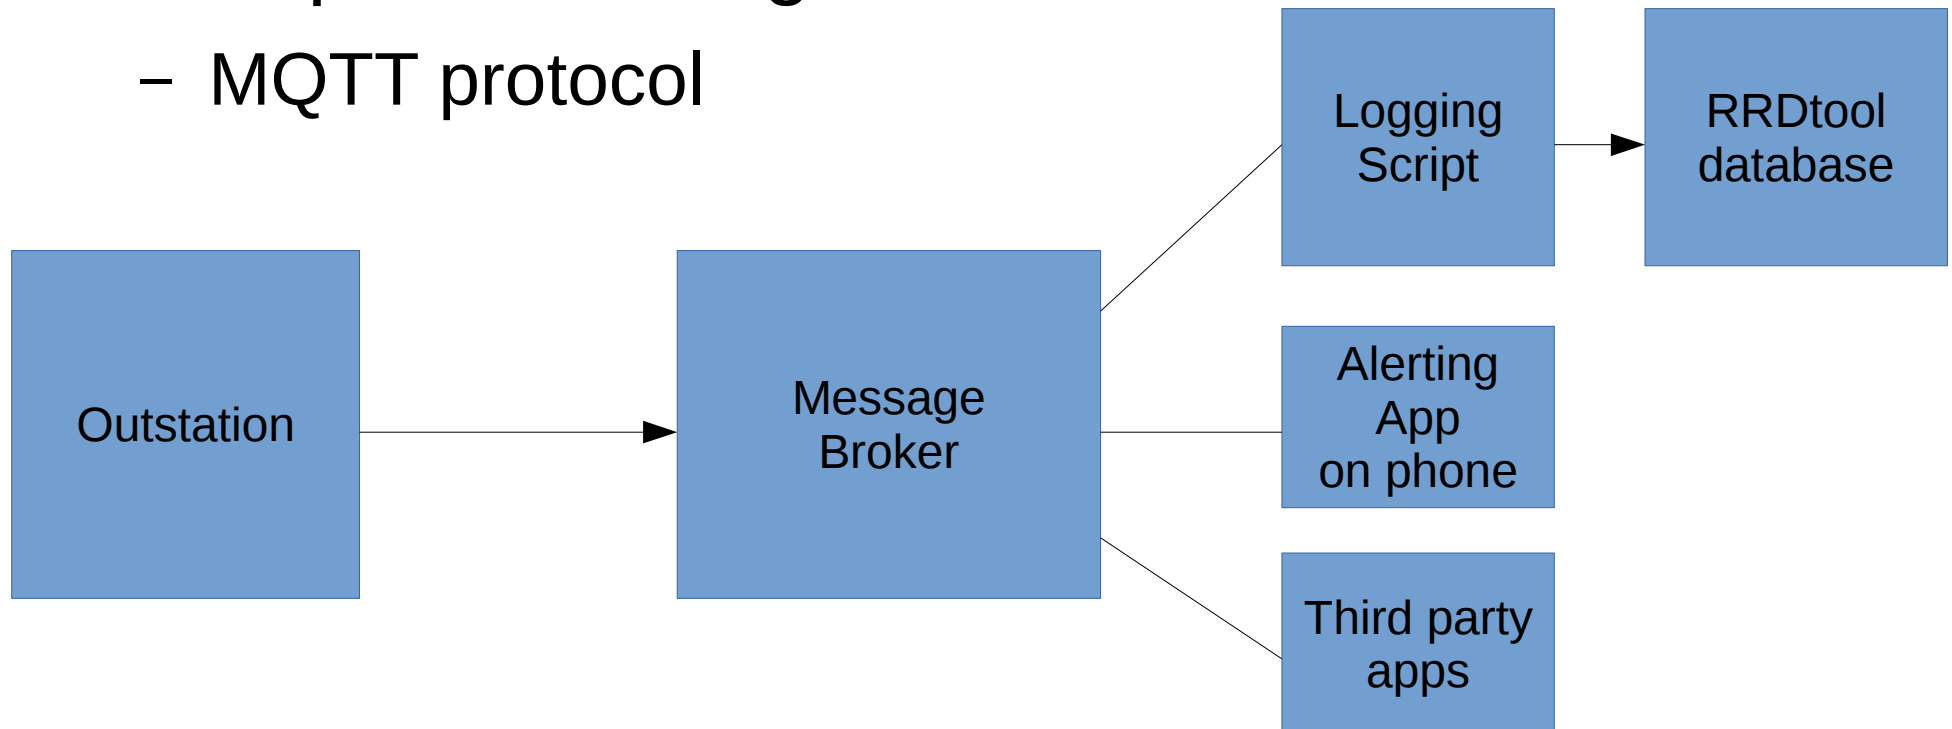 – MQTT protocol
Logging
Script
RRDtool
database
Outstation
Message
Broker
Alerting
App
on phone
Third party
apps